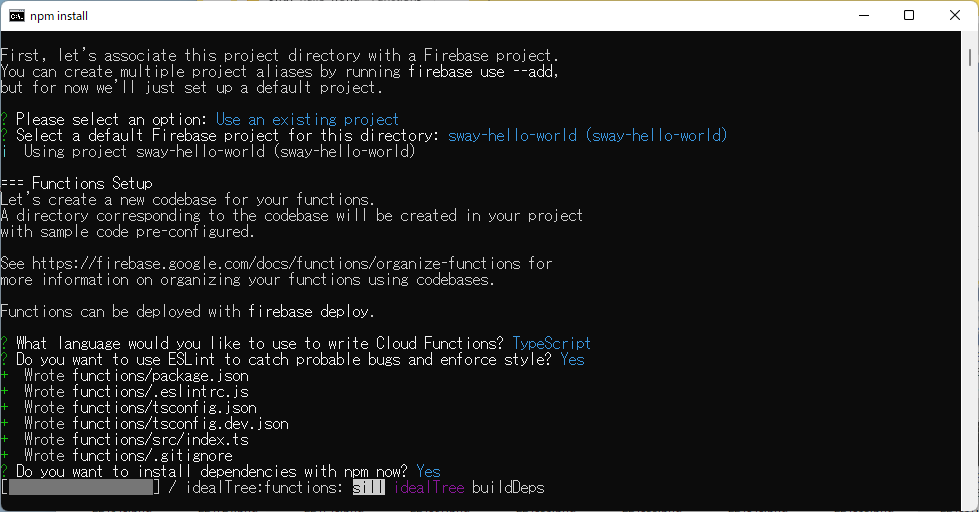 npm install
First, let's associate this project directory with a Firebase project.
You can create multiple project aliases by running firebase use --add,
but for now we'll just set up a default project.
? Please select an option: Use an existing project
? Select a default Firebase project for this directory: sway-hello-world (sway-hello-world)
i  Using project sway-hello-world (sway-hello-world)
=== Functions Setup
Let's create a new codebase for your functions.
A directory corresponding to the codebase will be created in your project
with sample code pre-configured.
See https://firebase.google.com/docs/functions/organize-functions for
more information on organizing your functions using codebases.
Functions can be deployed with firebase deploy.
? What language would you like to use to write Cloud Functions? TypeScript
? Do you want to use ESLint to catch probable bugs and enforce style? Yes
+  Wrote functions/package.json
+  Wrote functions/.eslintrc.js
+  Wrote functions/tsconfig.json
+  Wrote functions/tsconfig.dev.json
+  Wrote functions/src/index.ts
+  Wrote functions/.gitignore
? Do you want to install dependencies with npm now? Yes
[                  ] / idealTree:functions: sill idealTree buildDeps